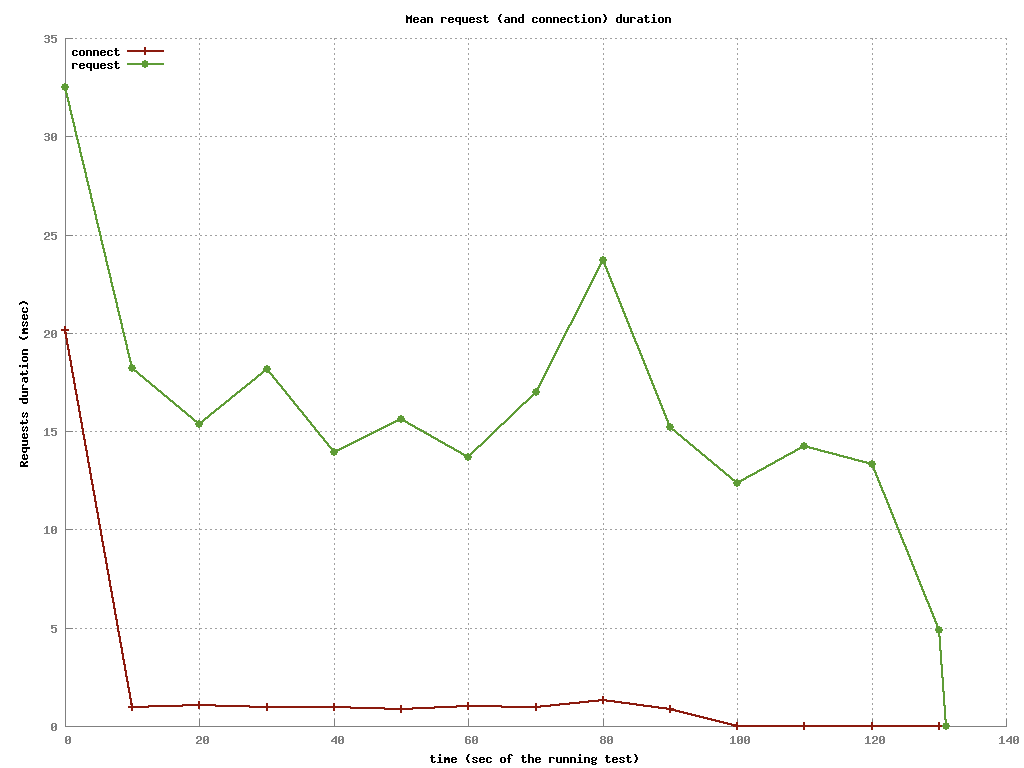 Mean request (and connection) duration
connect
request
35
30
25
20
15
10
5
0
Requests duration (msec)
0 20 40 60 80 100 120 140
time (sec of the running test)